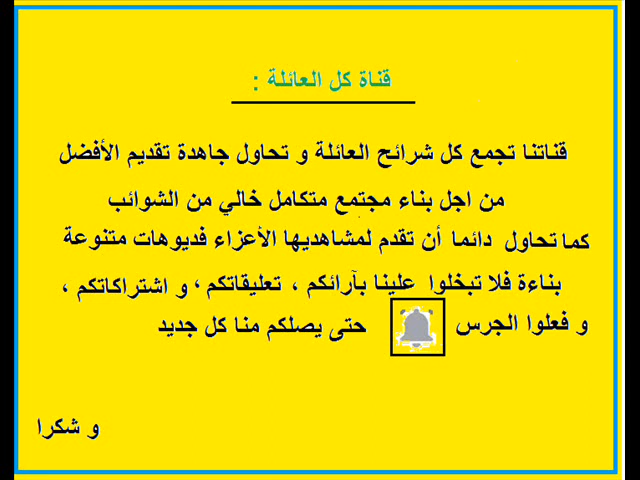 قناة كل العائلة :
قناتنا تجمع كل شرائح العائلة و تحاول جاهدة تقديم الأفضل
من اجل بناء مجتمع متكامل خالي من الشوائب
كما تحاول دائما أن تقدم لمشاهديها الأعزاء فديوهات متنوعة
بناءة فلا تبخلوا علينا بآرائكم ، تعليقاتكم ، و اشتراكاتكم ،
و فعلوا الجرس حتى يصلكم منا كل جديد
و شكرا